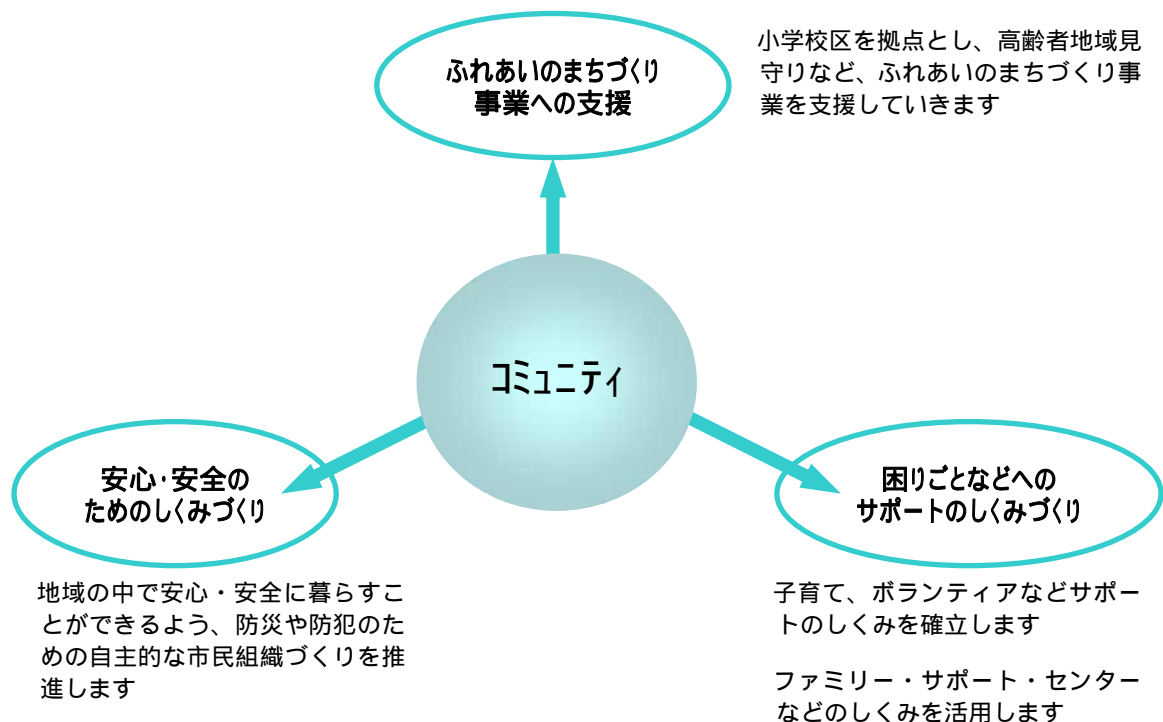 ふれあいのまちづくり
事業への支援
小学校区を拠点とし、高齢者地域見
守りなど、ふれあいのまちづくり事
業を支援していきます
コミュニティ
安心・安全の
ためのしくみづくり
地域の中で安心・安全に暮らすこ
とができるよう、防災や防犯のた
めの自主的な市民組織づくりを推
進します
困りごとなどへの
サポートのしくみづくり
子育て、ボランティアなどサポー
トのしくみを確立します
ファミリー・サポート・センター
などのしくみを活用します